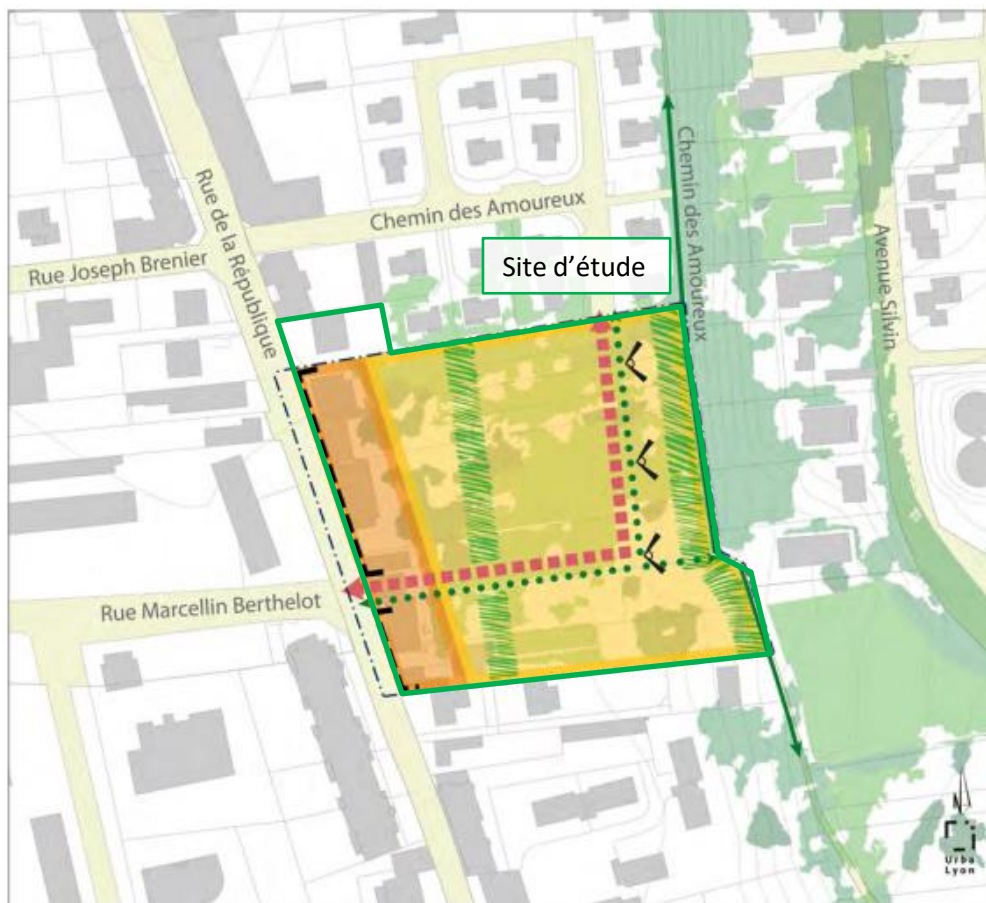 Chemin des Amoureux
Rue de la République
Chemin des Amoureux
Rue Joseph Brenier
Site d'étude
Avenue Silvin
Rue Marcellin Berthelot
Urba
Lyon